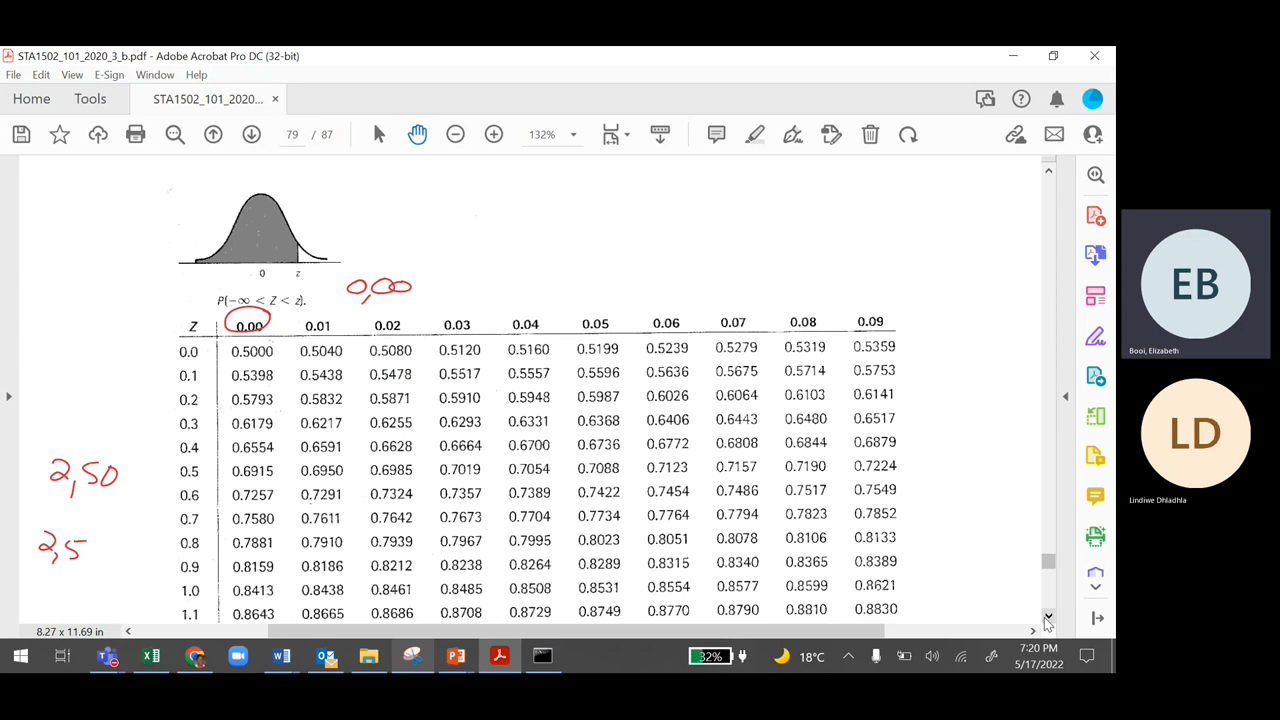 STA1502_101_2020_3_b.pdf - Adobe Acrobat Pro DC (32-bit)
File Edit View E-Sign Window Help
Home Tools STA1502_101_2020... ×
79 / 87 132%
0 z
P(−∞ < Z < z).
0,00
Z 0.00 0.01 0.02 0.03 0.04 0.05 0.06 0.07 0.08 0.09
0.0 0.5000 0.5040 0.5080 0.5120 0.5160 0.5199 0.5239 0.5279 0.5319 0.5359
0.1 0.5398 0.5438 0.5478 0.5517 0.5557 0.5596 0.5636 0.5675 0.5714 0.5753
0.2 0.5793 0.5832 0.5871 0.5910 0.5948 0.5987 0.6026 0.6064 0.6103 0.6141
0.3 0.6179 0.6217 0.6255 0.6293 0.6331 0.6368 0.6406 0.6443 0.6480 0.6517
0.4 0.6554 0.6591 0.6628 0.6664 0.6700 0.6736 0.6772 0.6808 0.6844 0.6879
0.5 0.6915 0.6950 0.6985 0.7019 0.7054 0.7088 0.7123 0.7157 0.7190 0.7224
2,50
0.6 0.7257 0.7291 0.7324 0.7357 0.7389 0.7422 0.7454 0.7486 0.7517 0.7549
0.7 0.7580 0.7611 0.7642 0.7673 0.7704 0.7734 0.7764 0.7794 0.7823 0.7852
0.8 0.7881 0.7910 0.7939 0.7967 0.7995 0.8023 0.8051 0.8078 0.8106 0.8133
2,5
0.9 0.8159 0.8186 0.8212 0.8238 0.8264 0.8289 0.8315 0.8340 0.8365 0.8389
1.0 0.8413 0.8438 0.8461 0.8485 0.8508 0.8531 0.8554 0.8577 0.8599 0.8621
1.1 0.8643 0.8665 0.8686 0.8708 0.8729 0.8749 0.8770 0.8790 0.8810 0.8830
8.27 x 11.69 in
EB
Booi, Elizabeth
LD
Lindiwe Dhladhla
32% 18°C
7:20 PM
5/17/2022